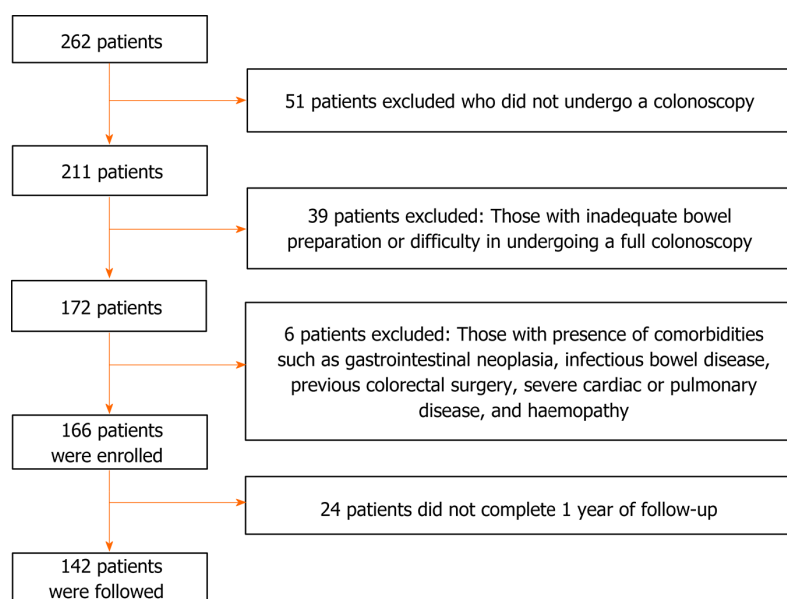 262 patients
51 patients excluded who did not undergo a colonoscopy
211 patients
39 patients excluded: Those with inadequate bowel
preparation or difficulty in undergoing a full colonoscopy
172 patients
6 patients excluded: Those with presence of comorbidities
such as gastrointestinal neoplasia, infectious bowel disease,
previous colorectal surgery, severe cardiac or pulmonary
disease, and haemopathy
166 patients
were enrolled
24 patients did not complete 1 year of follow-up
142 patients
were followed